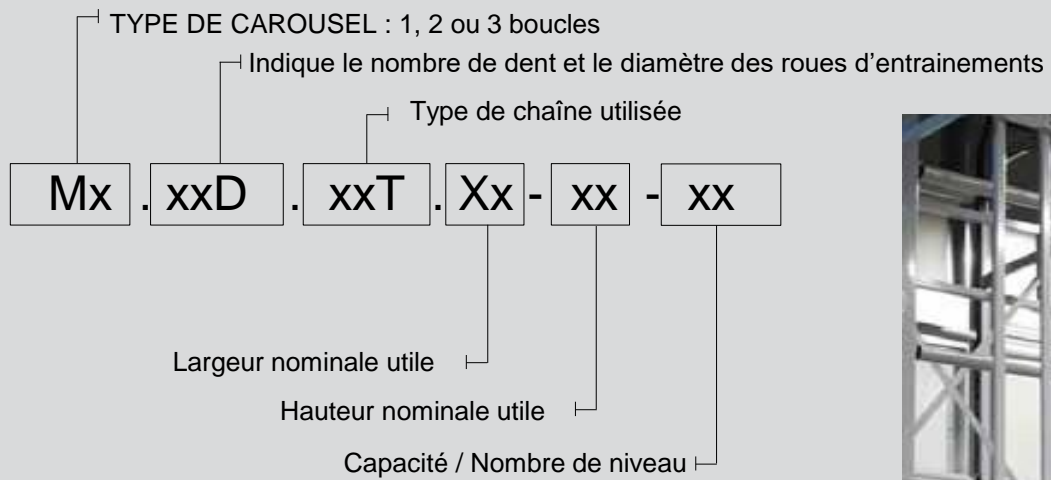 TYPE DE CAROUSEL : 1, 2 ou 3 boucles
Indique le nombre de dent et le diamètre des roues d’entrainements
Type de chaîne utilisée
Mx . xxD . xxT . Xx - xx - xx
Largeur nominale utile
Hauteur nominale utile
Capacité / Nombre de niveau